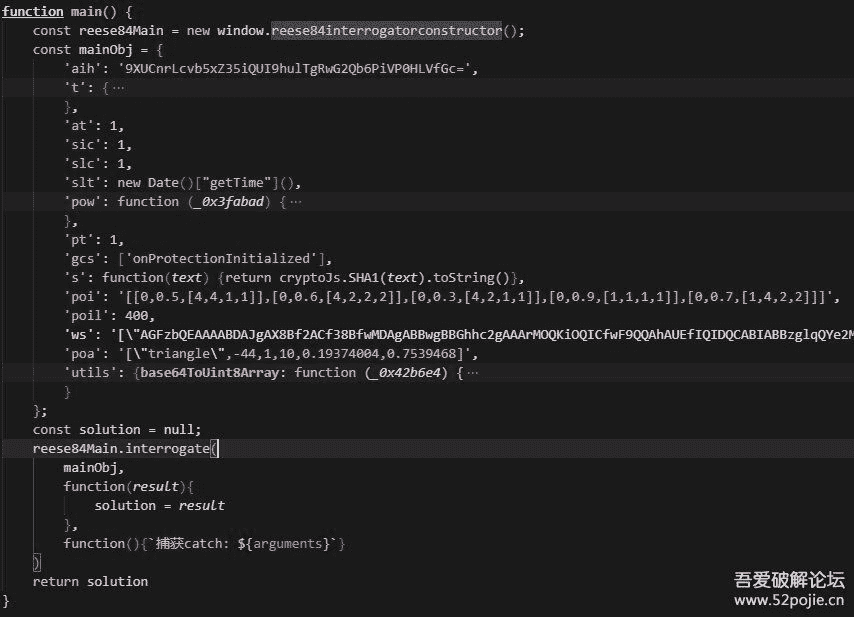 function main() {
    const reese84Main = new window.reese84interrogatorconstructor();
    const mainObj = {
        'aih': '9XUCnrLcvb5xZ35iQUI9hulTgRwG2Qb6PiVP0HLVfGc=',
        't': {…
        },
        'at': 1,
        'sic': 1,
        'slc': 1,
        'slt': new Date()["getTime"](),
        'pow': function (_0x3fabad) {…
        },
        'pt': 1,
        'gcs': ['onProtectionInitialized'],
        's': function(text) {return cryptoJs.SHA1(text).toString()},
        'poi': '[[0,0.5,[4,4,1,1]],[0,0.6,[4,2,2,2]],[0,0.3,[4,2,1,1]],[0,0.9,[1,1,1,1]],[0,0.7,[1,4,2,2]]]',
        'poil': 400,
        'ws': '[\"AGFzbQEAAAABDAJgAX8Bf2ACf38BfwMDAgABBwgBBGhhc2gAAArMOQKiOQICfwF9QQAhAUEfIQIDQCABIABBzglqQYe2M
        'poa': '[\"triangle\",-44,1,10,0.19374004,0.7539468]',
        'utils': {base64ToUint8Array: function (_0x42b6e4) {…
        }
    };
    const solution = null;
    reese84Main.interrogate(
        mainObj,
        function(result){
            solution = result
        },
        function(){`捕获catch: ${arguments}`}
    )
    return solution
}
吾爱破解论坛
www.52pojie.cn